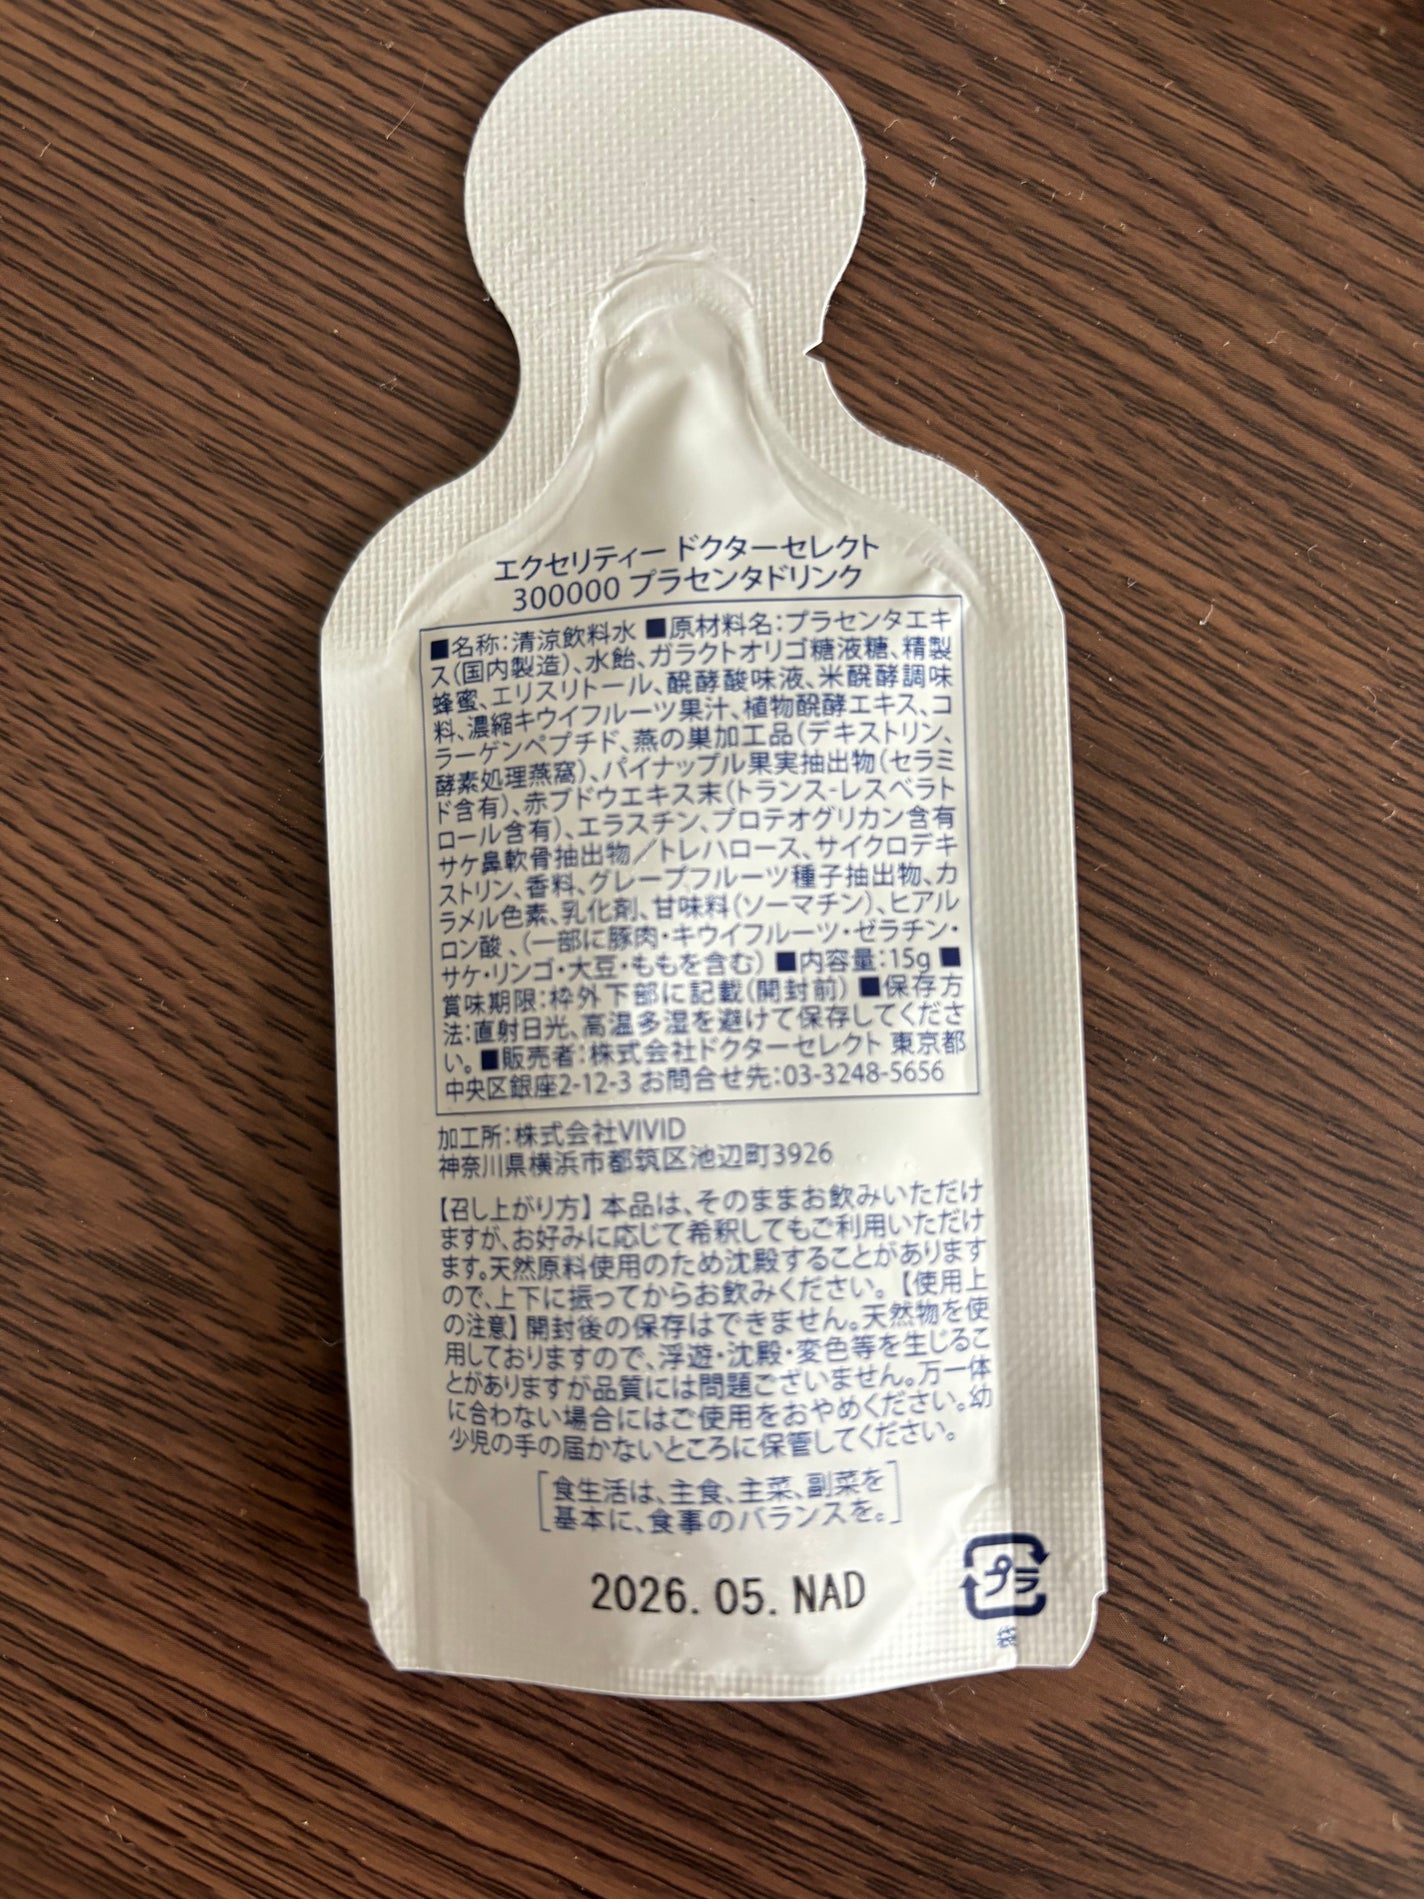 エクセリティー ドクターセレクト
300000 プラセンタドリンク
■名称:清涼飲料水 ■原材料名:プラセンタエキ
ス(国内製造)、水飴、ガラクトオリゴ糖液糖、精製
蜂蜜、エリスリトール、醗酵酸味液、米醗酵調味
料、濃縮キウイフルーツ果汁、植物醗酵エキス、コ
ラーゲンペプチド、燕の巣加工品(デキストリン、
酵素処理燕窩)、パイナップル果実抽出物(セラミ
ド含有)、赤ブドウエキス末(トランス-レスベラト
ロール含有)、エラスチン、プロテオグリカン含有
サケ鼻軟骨抽出物/トレハロース、サイクロデキ
ストリン、香料、グレープフルーツ種子抽出物、カ
ラメル色素、乳化剤、甘味料(ソーマチン)、ヒアル
ロン酸、(一部に豚肉・キウイフルーツ・ゼラチン・
サケ・リンゴ・大豆・ももを含む) ■内容量:15g ■
賞味期限:枠外下部に記載(開封前) ■保存方
法:直射日光、高温多湿を避けて保存してくださ
い。■販売者:株式会社ドクターセレクト 東京都
中央区銀座2-12-3 お問合せ先:03-3248-5656
加工所:株式会社VIVID
神奈川県横浜市都筑区池辺町3926
【召し上がり方】本品は、そのままお飲みいただけ
ますが、お好みに応じて希釈してもご利用いただけ
ます。天然原料使用のため沈殿することがあります
ので、上下に振ってからお飲みください。【使用上
の注意】開封後の保存はできません。天然物を使
用しておりますので、浮遊・沈殿・変色等を生じるこ
とがありますが品質には問題ございません。万一体
に合わない場合にはご使用をおやめください。幼
少児の手の届かないところに保管してください。
[食生活は、主食、主菜、副菜を
基本に、食事のバランスを。]
プラ
2026.05.NAD
袋